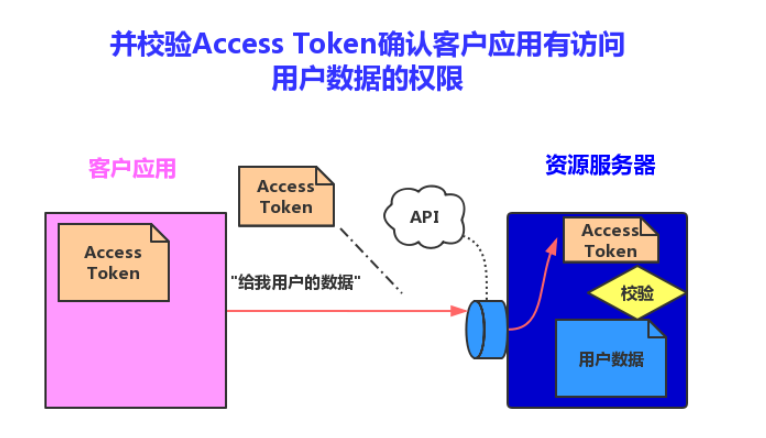 并校验Access Token确认客户应用有访问
用户数据的权限
客户应用
资源服务器
Access
Token
API
Access
Token
Access
Token
"给我用户的数据"
校验
用户数据